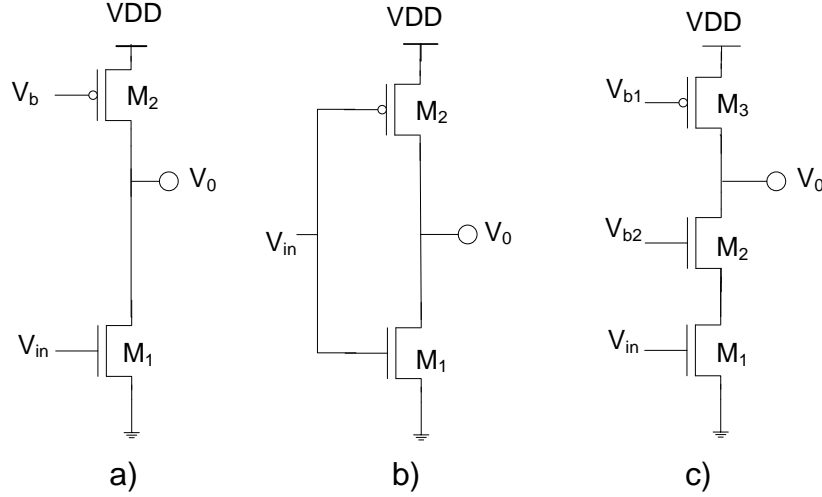 VDD
V_b
M_2
V_0
V_in
M_1
a)
VDD
M_2
V_in
V_0
M_1
b)
VDD
V_b1
M_3
V_0
V_b2
M_2
V_in
M_1
c)